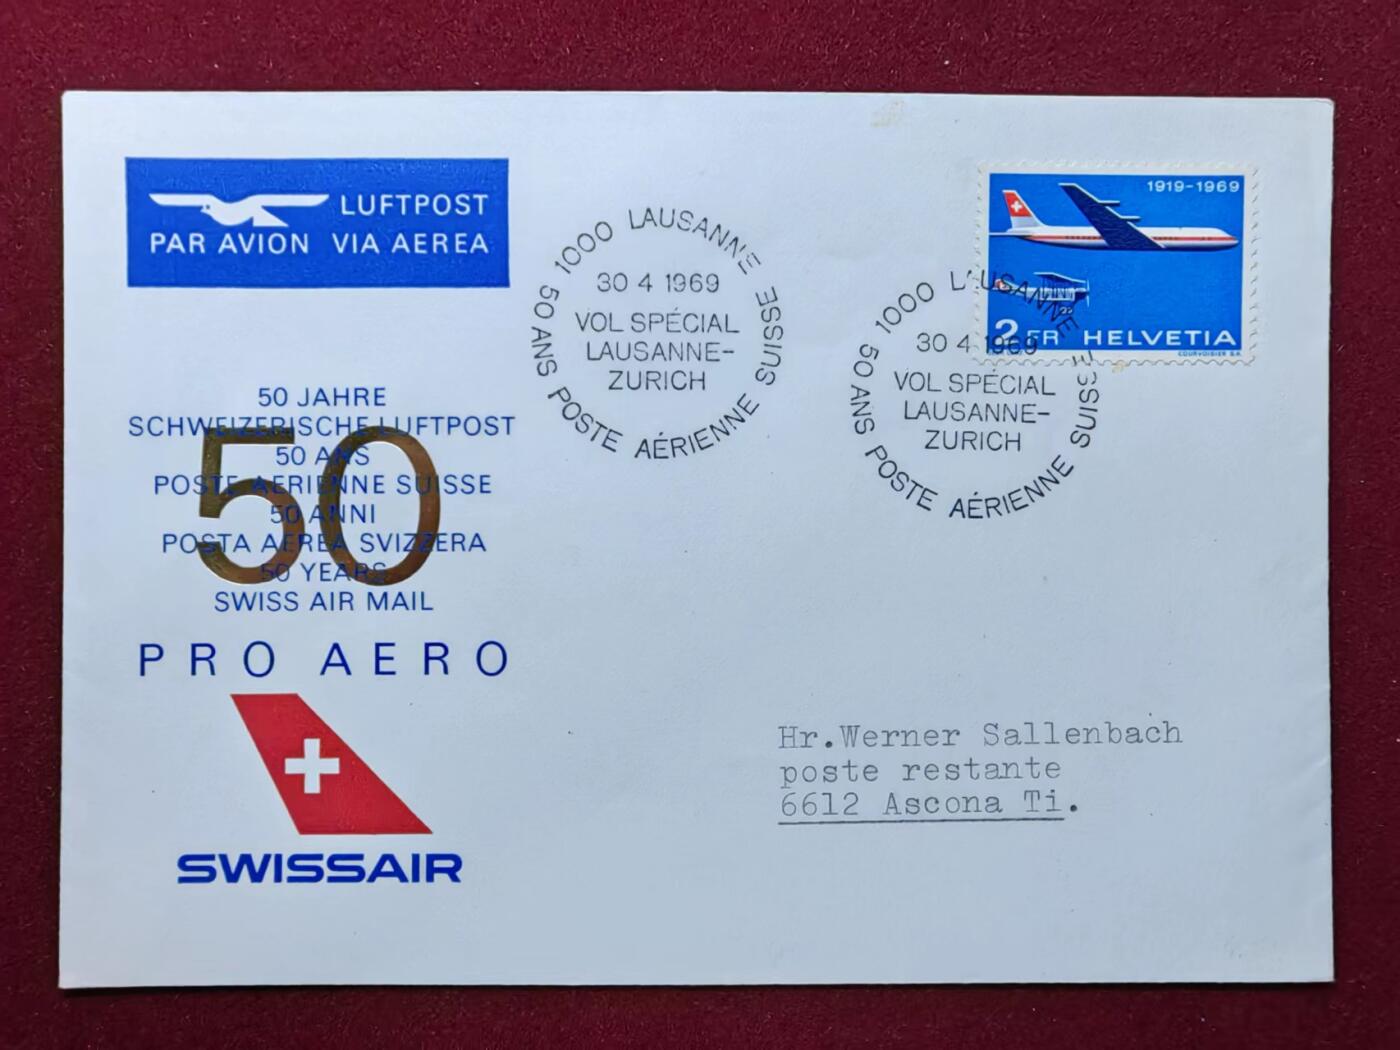 LUFTPOST
PAR AVION VIA AEREA
50 JAHRE
SCHWEIZERISCHE LUFTPOST
50 ANS
POSTE AERIENNE SUISSE
50 ANNI
POSTA AEREA SVIZZERA
50 YEARS
SWISS AIR MAIL
50
PRO AERO
SWISSAIR
1000 LAUSANNE
30 4 1969
VOL SPÉCIAL
LAUSANNE-
ZURICH
50 ANS POSTE AÉRIENNE SUISSE
1000 LAUSANNE
30 4 1969
VOL SPÉCIAL
LAUSANNE-
ZURICH
50 ANS POSTE AÉRIENNE SUISSE
1919-1969
2 FR HELVETIA
COURVOISIER S.A.
Hr.Werner Sallenbach
poste restante
6612 Ascona Ti.